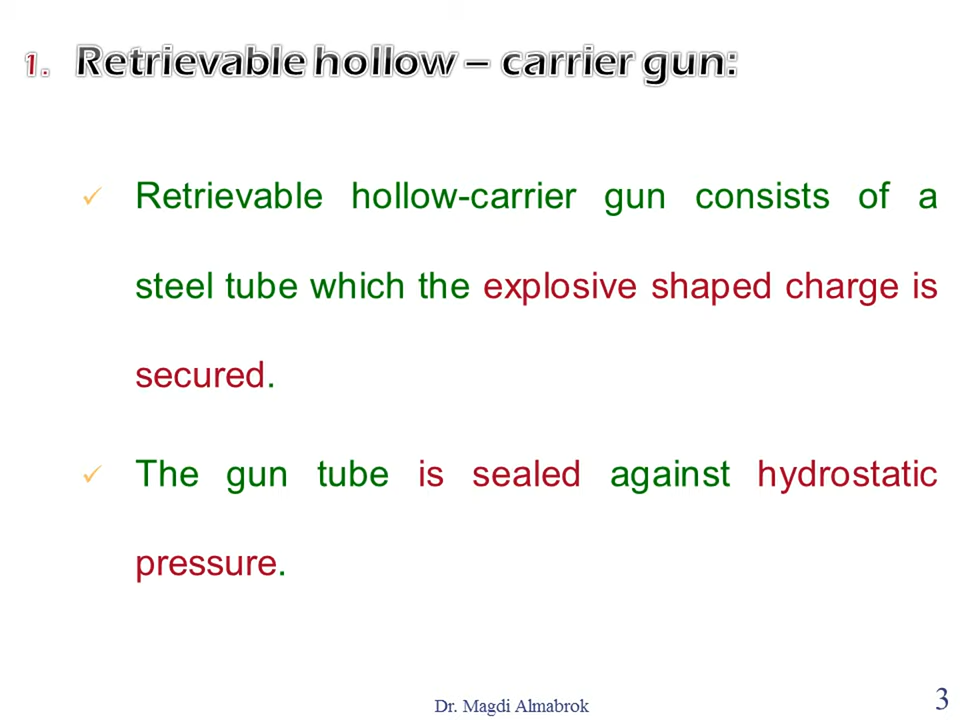 1. Retrievable hollow – carrier gun:
✓ Retrievable hollow-carrier gun consists of a
steel tube which the explosive shaped charge is
secured.
✓ The gun tube is sealed against hydrostatic
pressure.
Dr. Magdi Almabrok
3